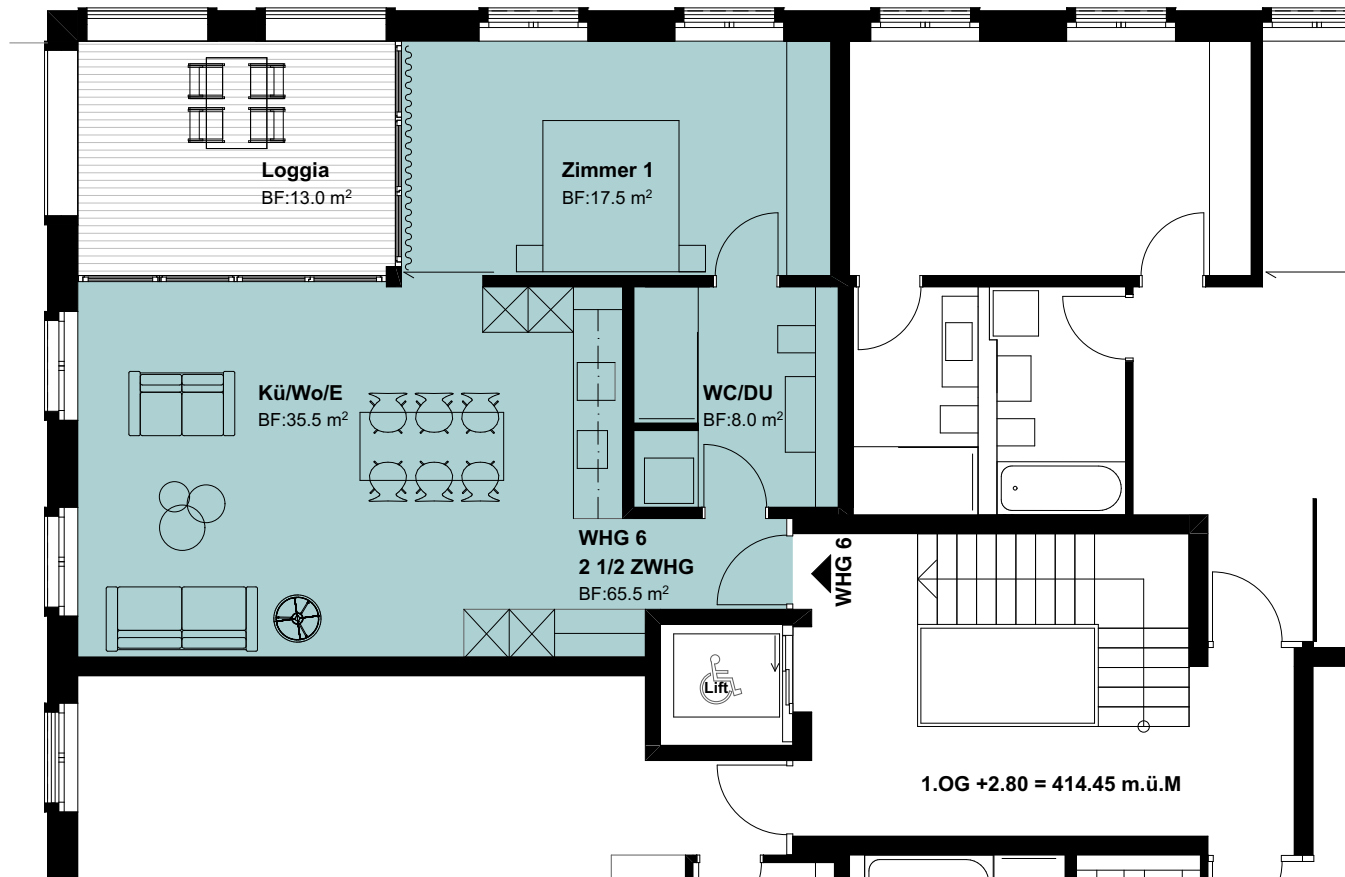 Loggia
BF:13.0 m²
Zimmer 1
BF:17.5 m²
Kü/Wo/E
BF:35.5 m²
WC/DU
BF:8.0 m²
WHG 6
2 1/2 ZWHG
BF:65.5 m²
WHG 6
Lift
1.OG +2.80 = 414.45 m.ü.M